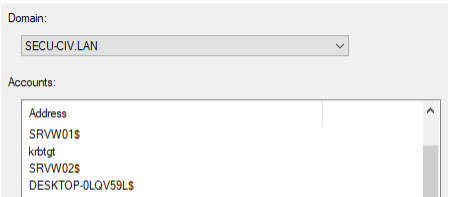 Domain:
SECU-CIV.LAN
Accounts:
Address
SRVW01$
krbtgt
SRVW02$
DESKTOP-0LQV59L$